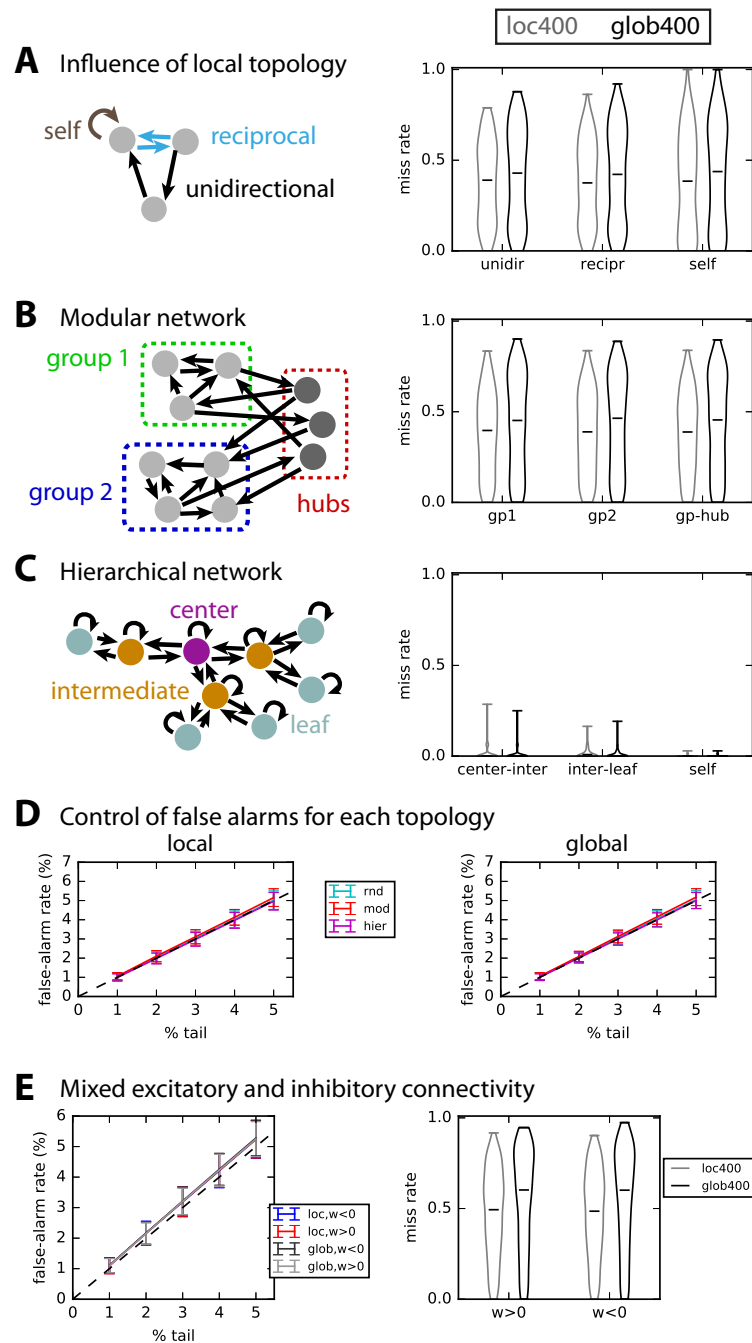 loc400 glob400
A Influence of local topology
self
reciprocal
unidirectional
miss rate
1.0
0.5
0.0
unidir recipr self
B Modular network
group 1
group 2
hubs
miss rate
1.0
0.5
0.0
gp1 gp2 gp-hub
C Hierarchical network
center
intermediate
leaf
miss rate
1.0
0.5
0.0
center-inter inter-leaf self
D Control of false alarms for each topology
local
false-alarm rate (%)
7
6
5
4
3
2
1
0
0 1 2 3 4 5
% tail
rnd
mod
hier
global
false-alarm rate (%)
7
6
5
4
3
2
1
0
0 1 2 3 4 5
% tail
E Mixed excitatory and inhibitory connectivity
false-alarm rate (%)
6
5
4
3
2
1
0
0 1 2 3 4 5
% tail
loc,w<0
loc,w>0
glob,w<0
glob,w>0
miss rate
1.0
0.5
0.0
w>0 w<0
loc400
glob400